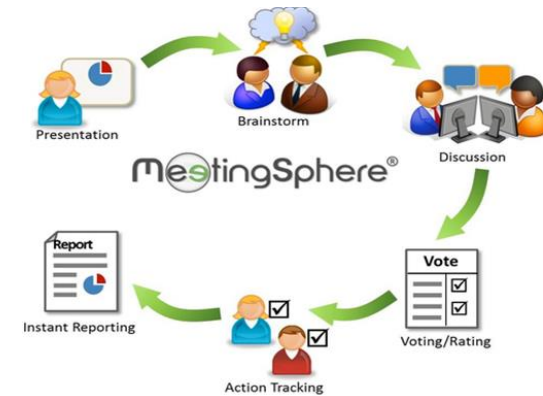 Presentation
Brainstorm
Discussion
MeetingSphere®
Report
Vote
Instant Reporting
Voting/Rating
Action Tracking